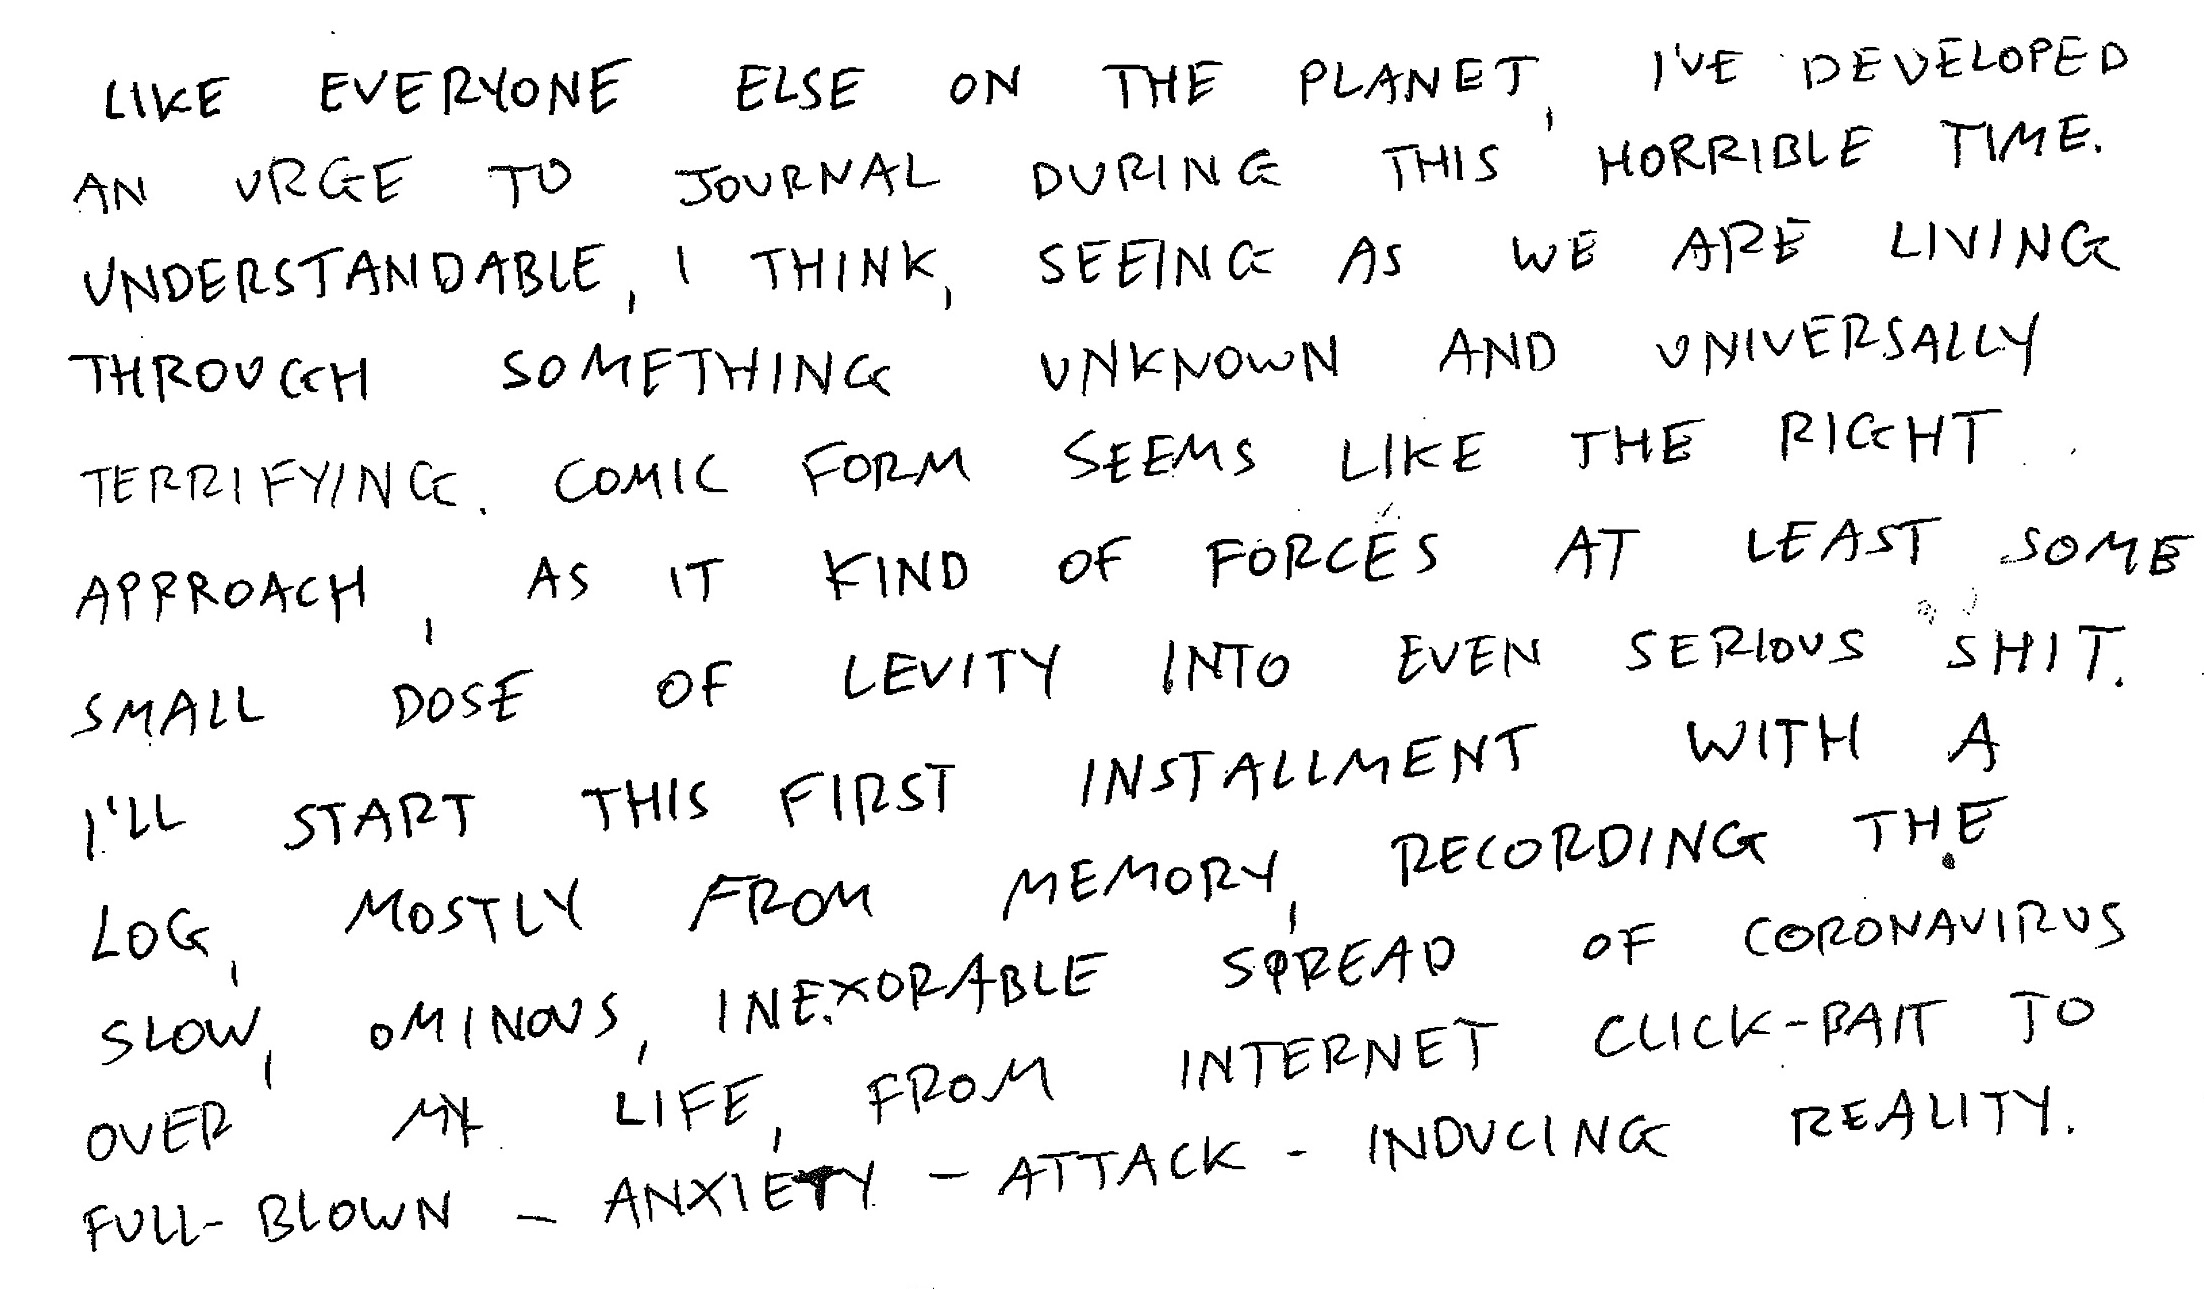 LIKE EVERYONE ELSE ON THE PLANET, I'VE DEVELOPED
AN URGE TO JOURNAL DURING THIS HORRIBLE TIME.
UNDERSTANDABLE, I THINK, SEEING AS WE ARE LIVING
THROUGH SOMETHING UNKNOWN AND UNIVERSALLY
TERRIFYING. COMIC FORM SEEMS LIKE THE RIGHT
APPROACH, AS IT KIND OF FORCES AT LEAST SOME
SMALL DOSE OF LEVITY INTO EVEN SERIOUS SHIT.
I'LL START THIS FIRST INSTALLMENT WITH A
LOG, MOSTLY FROM MEMORY, RECORDING THE
SLOW, OMINOUS, INEXORABLE SPREAD OF CORONAVIRUS
OVER MY LIFE, FROM INTERNET CLICK-BAIT TO
FULL-BLOWN - ANXIETY - ATTACK - INDUCING REALITY.